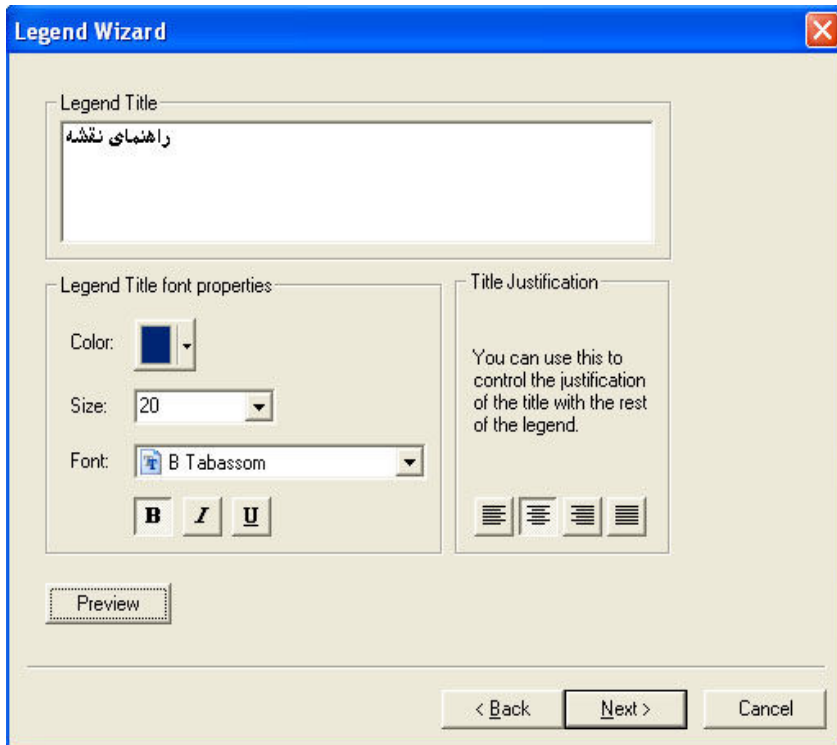 Legend Wizard
Legend Title
راهنمای نقشه
Legend Title font properties
Color:
Size:
20
Font:
B Tabassom
B I U
Title Justification
You can use this to
control the justification
of the title with the rest
of the legend.
Preview
< Back
Next >
Cancel